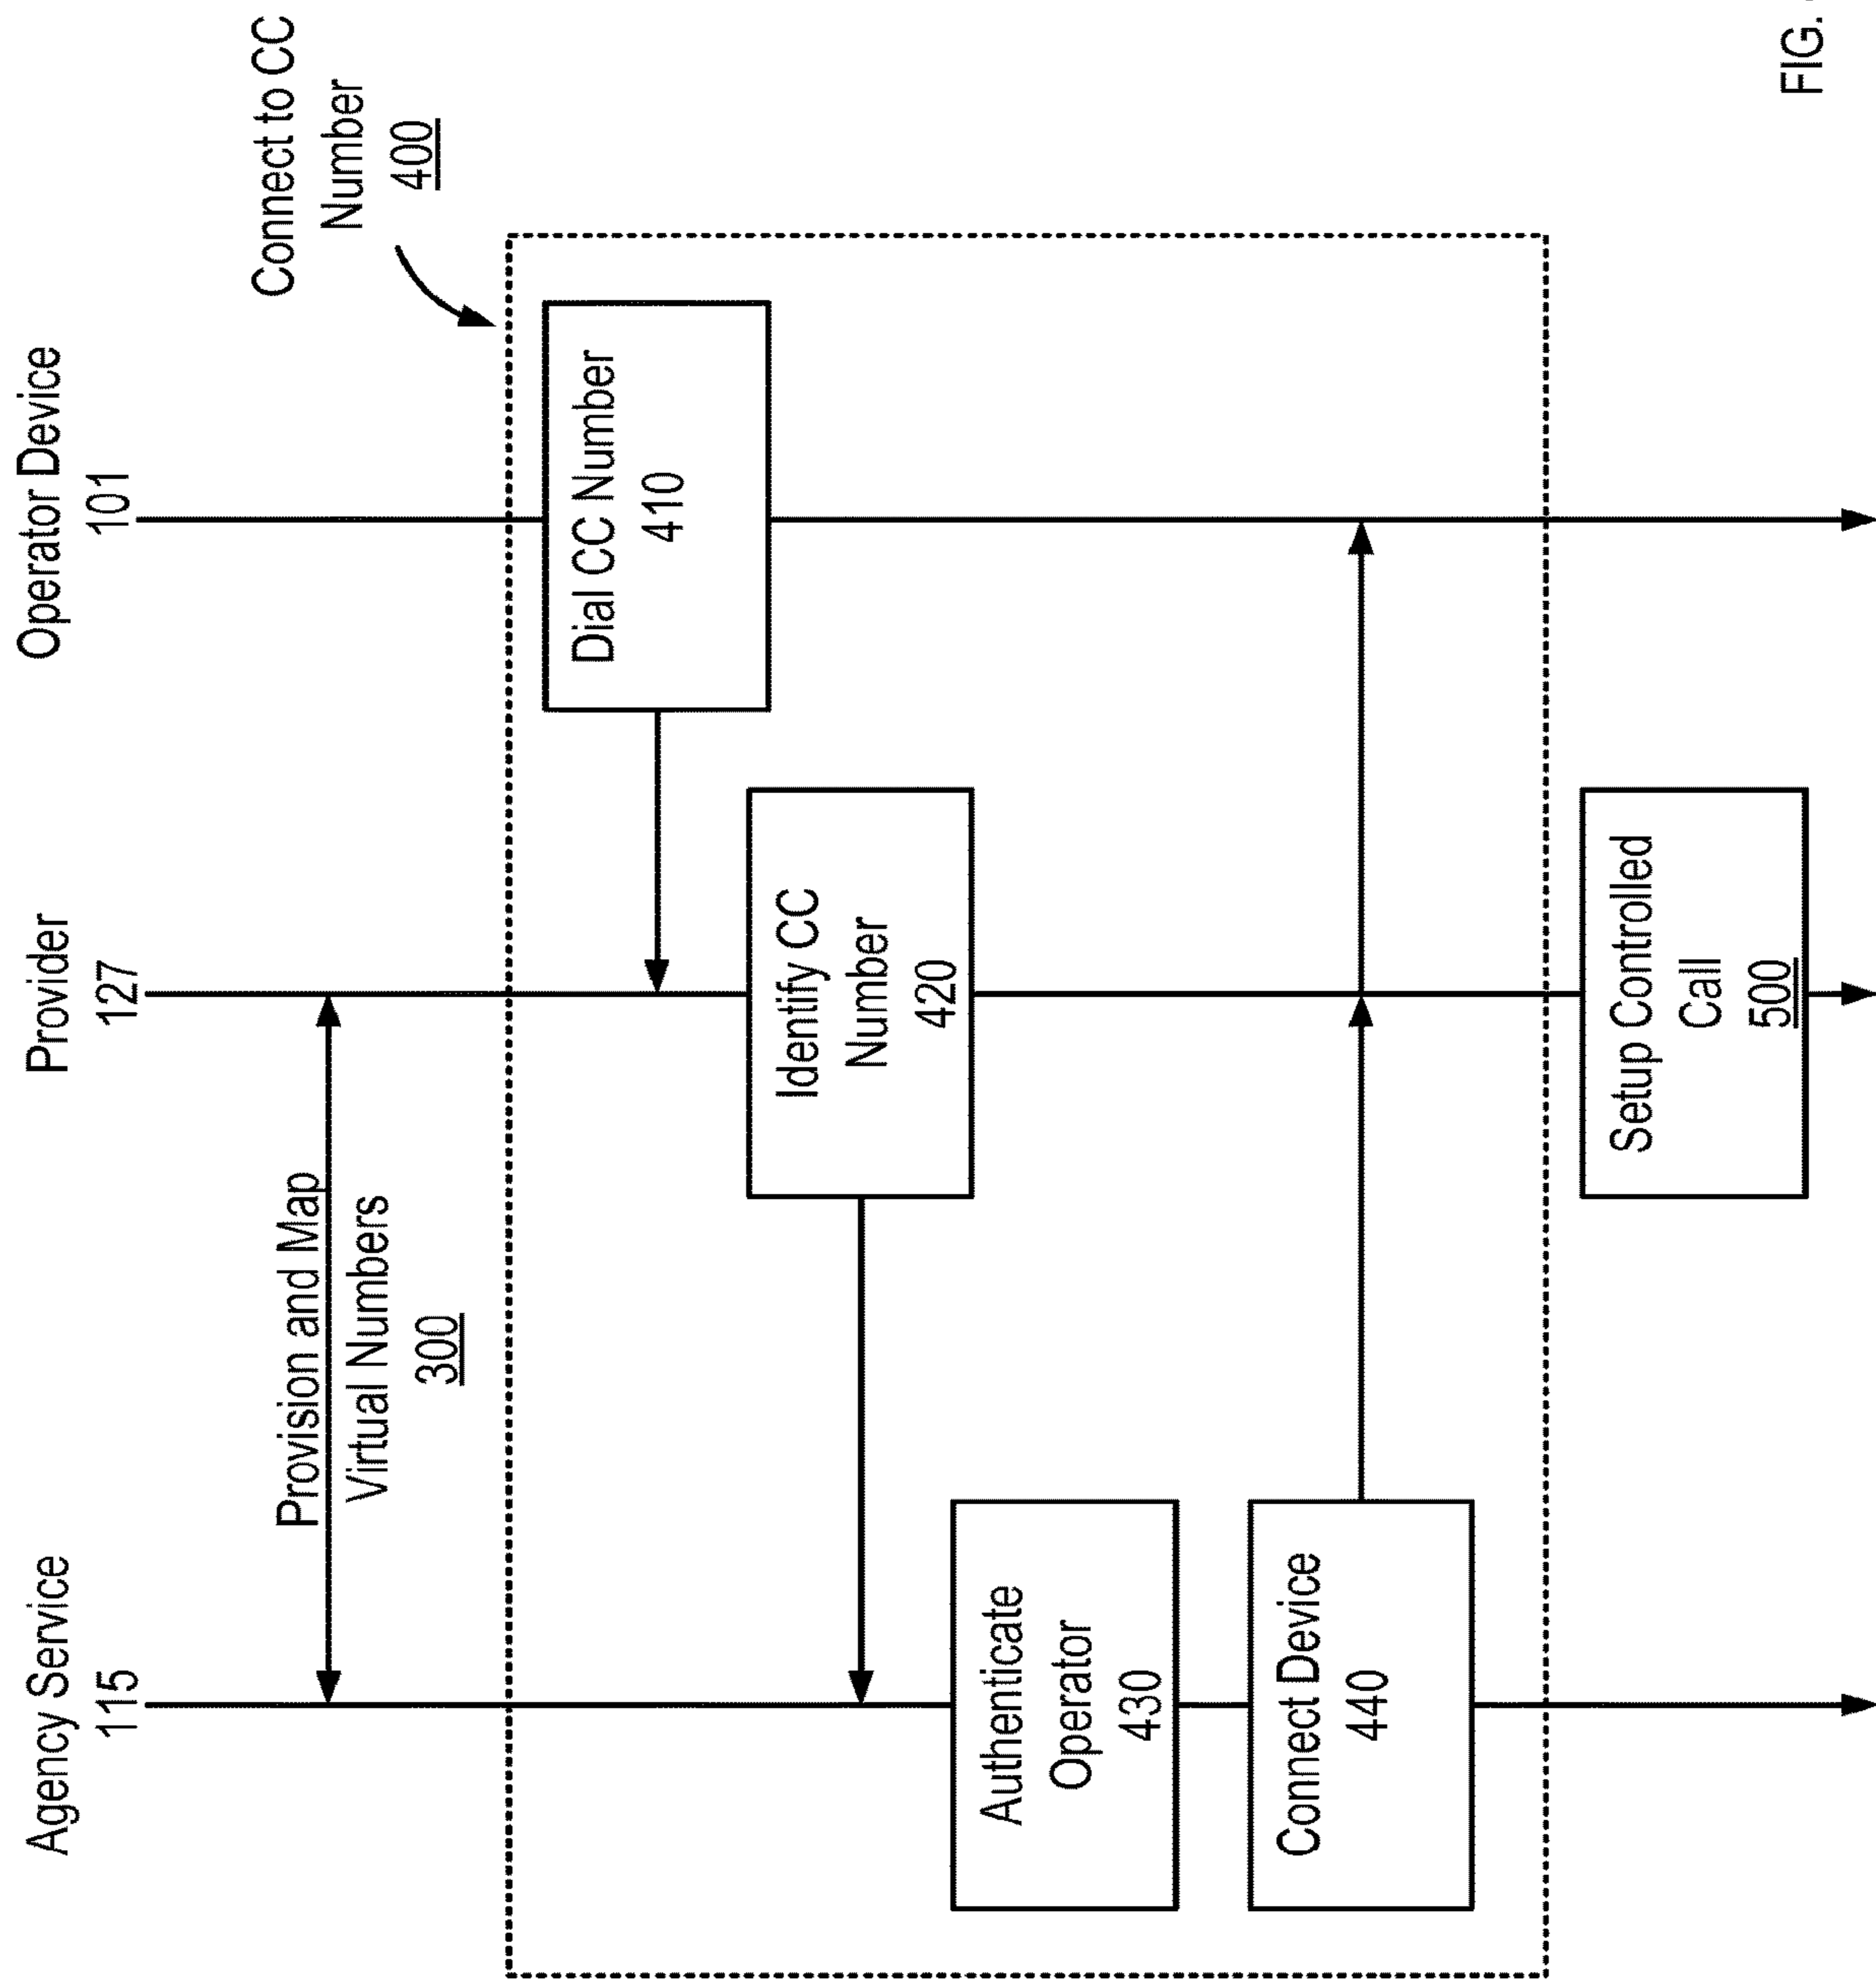 Agency Service
115
Provider
127
Operator Device
101
Connect to CC
Number
400
Provision and Map
Virtual Numbers
300
Dial CC Number
410
Identify CC
Number
420
Authenticate
Operator
430
Connect Device
440
Setup Controlled
Call
500
FIG.